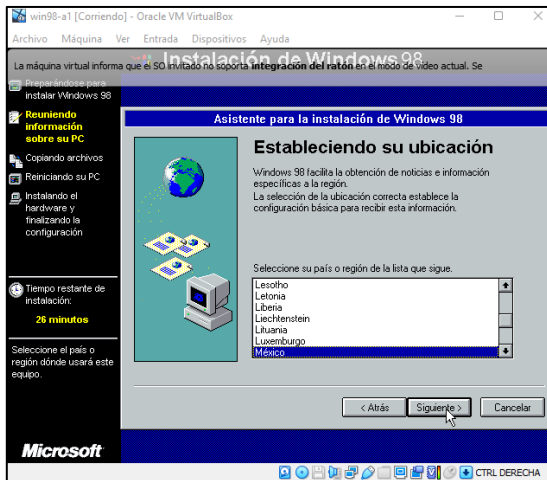 win98-a1 [Corriendo] - Oracle VM VirtualBox
Archivo Máquina Ver Entrada Dispositivos Ayuda
Instalación de Windows 98
La máquina virtual informa que el SO invitado no soporta integración del ratón en el modo de video actual. Se
Preparándose para
instalar Windows 98
Reuniendo
información
sobre su PC
Copiando archivos
Reiniciando su PC
Instalando el
hardware y
finalizando la
configuración
Tiempo restante de
instalación:
26 minutos
Seleccione el país o
región dónde usará este
equipo.
Microsoft
Asistente para la instalación de Windows 98
Estableciendo su ubicación
Windows 98 facilita la obtención de noticias e información
específicas a la región.
La selección de la ubicación correcta establece la
configuración básica para recibir esta información.
Seleccione su país o región de la lista que sigue.
Lesotho
Letonia
Liberia
Liechtenstein
Lituania
Luxemburgo
México
< Atrás Siguiente > Cancelar
CTRL DERECHA